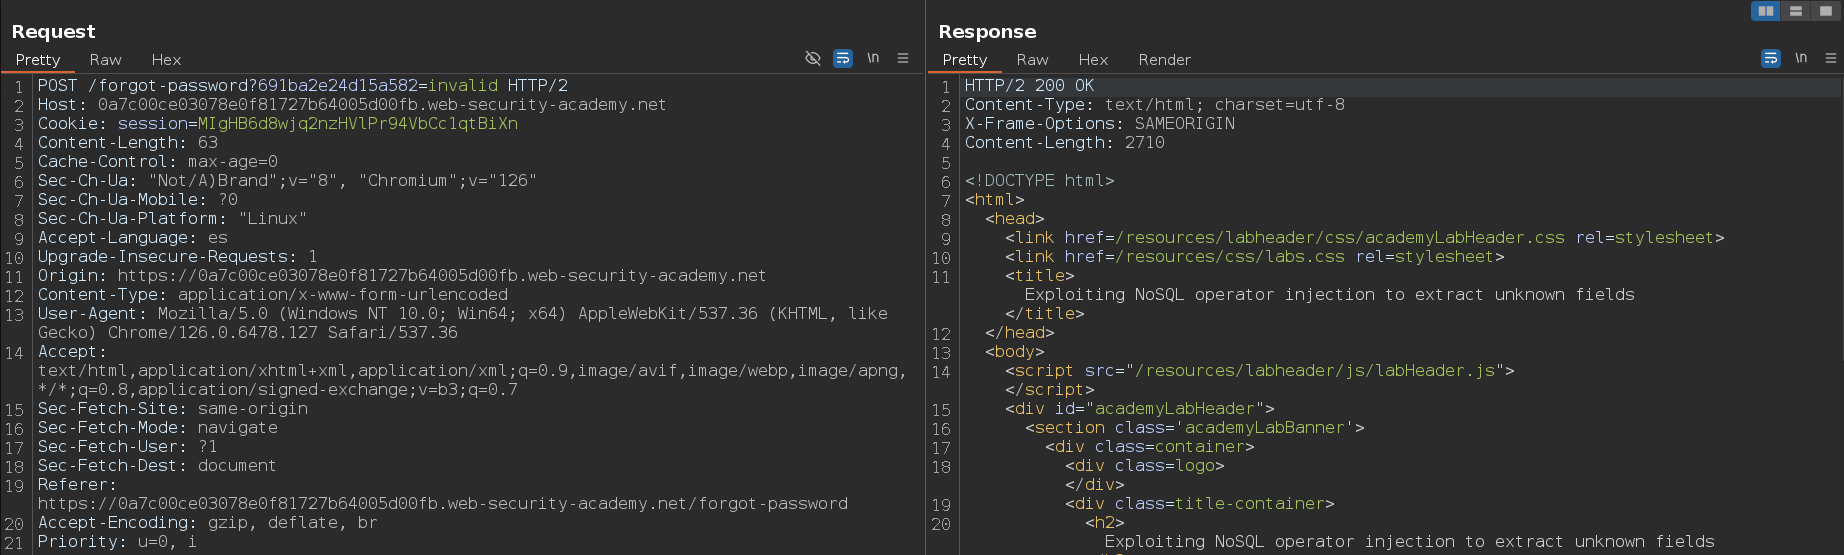 Request
Pretty Raw Hex \n
1 POST /forgot-password?691ba2e24d15a582=invalid HTTP/2
2 Host: 0a7c00ce03078e0f81727b64005d00fb.web-security-academy.net
3 Cookie: session=MIgHB6d8wjq2nzHVlPr94VbCc1qtBiXn
4 Content-Length: 63
5 Cache-Control: max-age=0
6 Sec-Ch-Ua: "Not/A)Brand";v="8", "Chromium";v="126"
7 Sec-Ch-Ua-Mobile: ?0
8 Sec-Ch-Ua-Platform: "Linux"
9 Accept-Language: es
10 Upgrade-Insecure-Requests: 1
11 Origin: https://0a7c00ce03078e0f81727b64005d00fb.web-security-academy.net
12 Content-Type: application/x-www-form-urlencoded
13 User-Agent: Mozilla/5.0 (Windows NT 10.0; Win64; x64) AppleWebKit/537.36 (KHTML, like
Gecko) Chrome/126.0.6478.127 Safari/537.36
14 Accept:
text/html,application/xhtml+xml,application/xml;q=0.9,image/avif,image/webp,image/apng,
*/*;q=0.8,application/signed-exchange;v=b3;q=0.7
15 Sec-Fetch-Site: same-origin
16 Sec-Fetch-Mode: navigate
17 Sec-Fetch-User: ?1
18 Sec-Fetch-Dest: document
19 Referer:
https://0a7c00ce03078e0f81727b64005d00fb.web-security-academy.net/forgot-password
20 Accept-Encoding: gzip, deflate, br
21 Priority: u=0, i
Response
Pretty Raw Hex Render \n
1 HTTP/2 200 OK
2 Content-Type: text/html; charset=utf-8
3 X-Frame-Options: SAMEORIGIN
4 Content-Length: 2710
5
6 <!DOCTYPE html>
7 <html>
8 <head>
9 <link href=/resources/labheader/css/academyLabHeader.css rel=stylesheet>
10 <link href=/resources/css/labs.css rel=stylesheet>
11 <title>
Exploiting NoSQL operator injection to extract unknown fields
</title>
12 </head>
13 <body>
14 <script src="/resources/labheader/js/labHeader.js">
</script>
15 <div id="academyLabHeader">
16 <section class='academyLabBanner'>
17 <div class=container>
18 <div class=logo>
</div>
19 <div class=title-container>
20 <h2>
Exploiting NoSQL operator injection to extract unknown fields